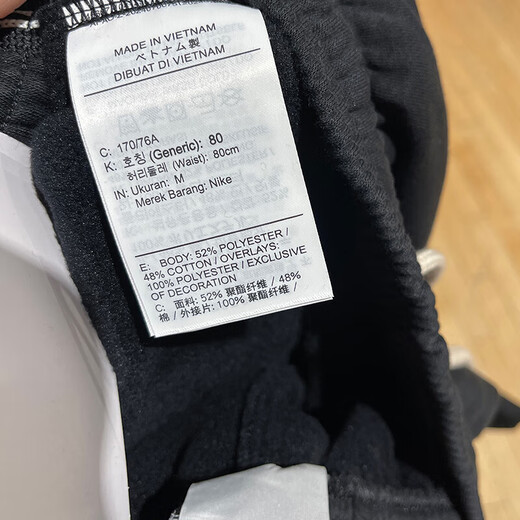 MADE IN VIETNAM
ベトナム製
DIBUAT DI VIETNAM
C: 170/76A
K: 호칭 (Generic): 80
허리둘레 (Waist): 80cm
IN: Ukuran: M
Merek Barang: Nike
E: BODY: 52% POLYESTER/
48% COTTON/OVERLAYS:
100% POLYESTER/EXCLUSIVE
OF DECORATION
C: 面料: 52% 聚酯纤维 / 48%
棉 / 外接片: 100% 聚酯纤维 /